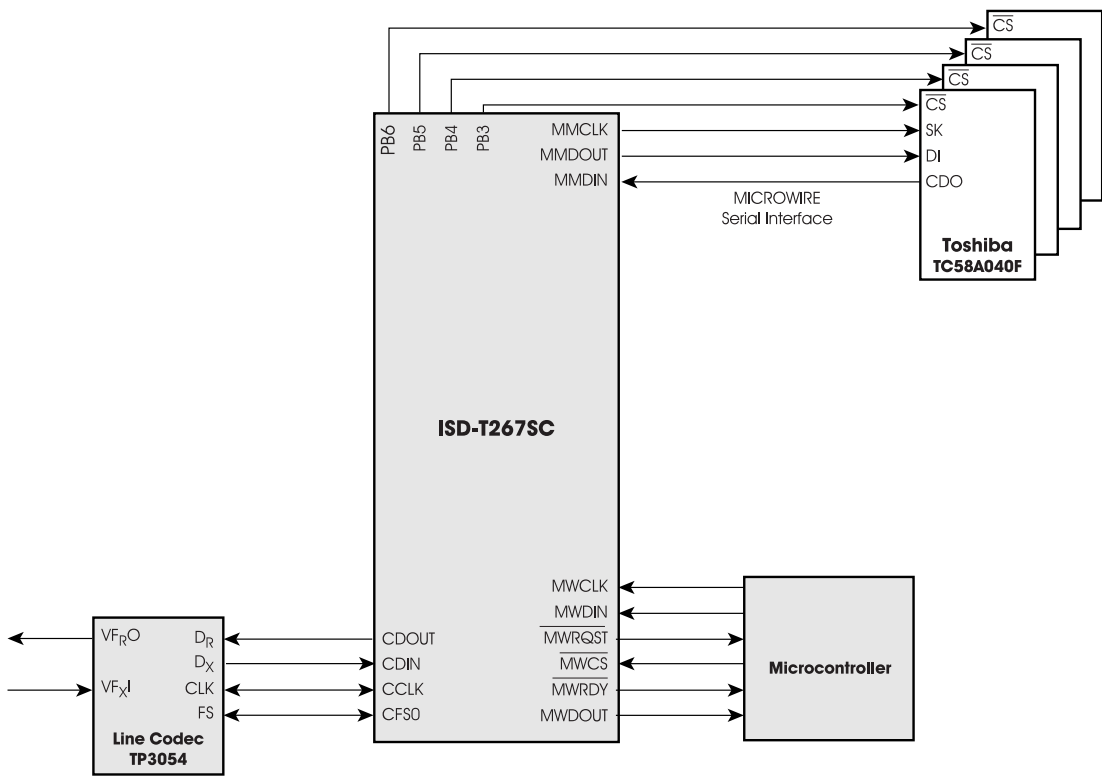 CS
CS
CS
CS
SK
DI
CDO
Toshiba
TC58A040F
PB6
PB5
PB4
PB3
MMCLK
MMDOUT
MMDIN
MICROWIRE
Serial Interface
ISD-T267SC
MWCLK
MWDIN
MWRQST
MWCS
MWRDY
MWDOUT
Microcontroller
CDOUT
CDIN
CCLK
CFS0
VFRO
DR
DX
VFXI
CLK
FS
Line Codec
TP3054